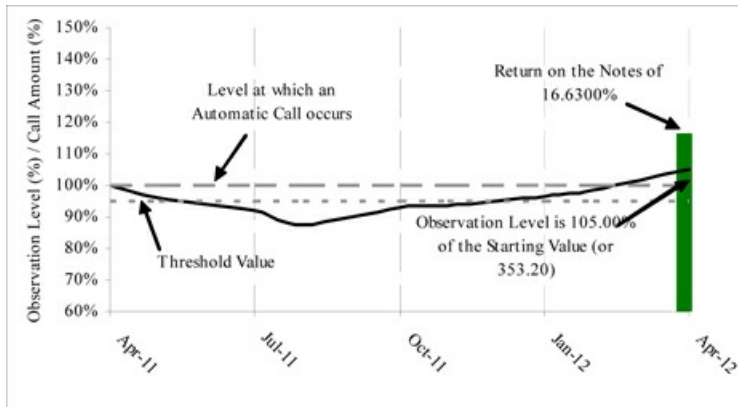 Observation Level (%) / Call Amount (%)
150%
140%
130%
120%
110%
100%
90%
80%
70%
60%
Level at which an
Automatic Call occurs
Return on the Notes of
16.6300%
Threshold Value
Observation Level is 105.00%
of the Starting Value (or
353.20)
Apr-11
Jul-11
Oct-11
Jan-12
Apr-12